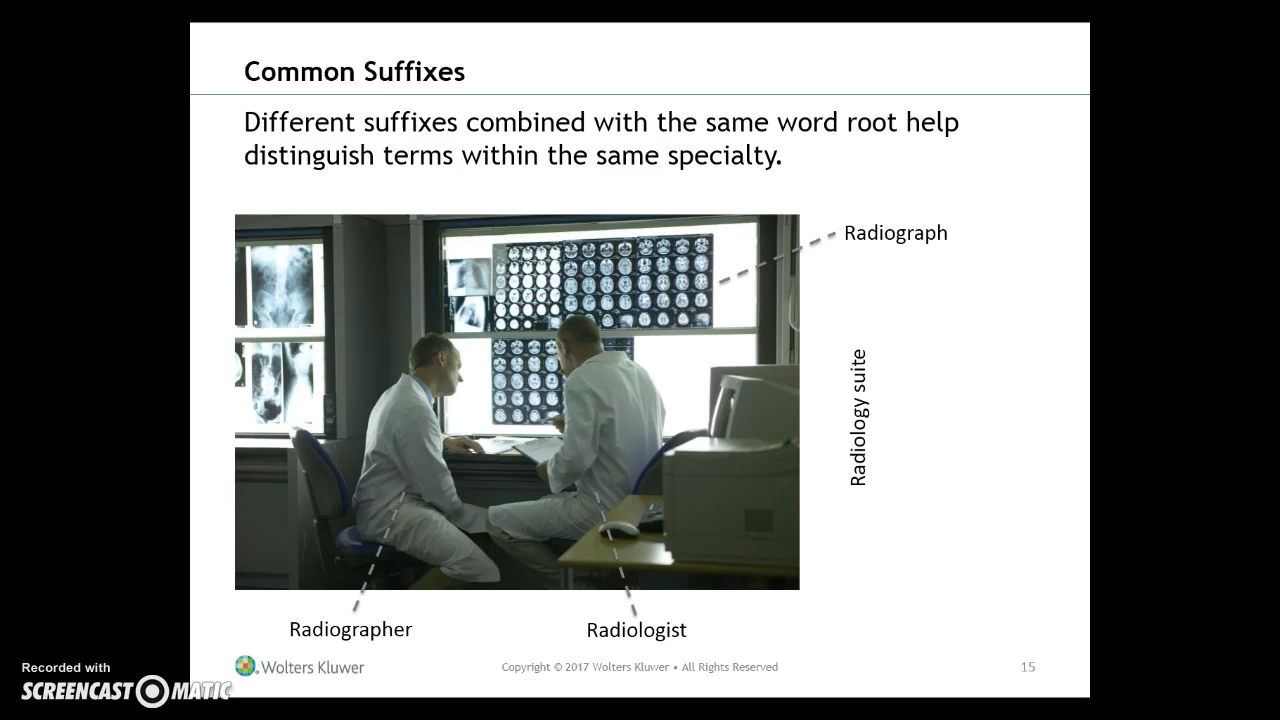 Common Suffixes
Different suffixes combined with the same word root help
distinguish terms within the same specialty.
Radiograph
Radiology suite
Radiographer
Radiologist
Wolters Kluwer
Copyright © 2017 Wolters Kluwer • All Rights Reserved
15
Recorded with
SCREENCAST-O-MATIC